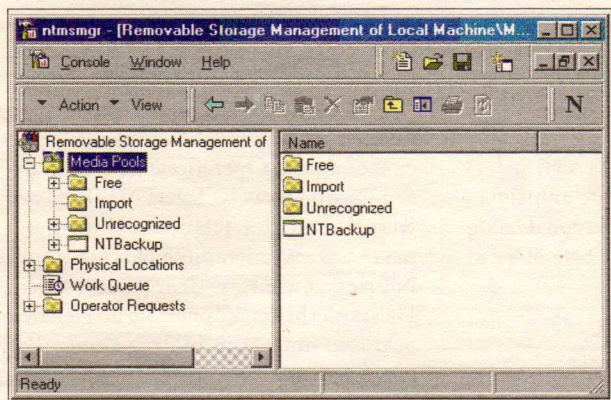 ntmsmgr - [Removable Storage Management of Local Machine\M...
Console Window Help
Action View
N
Removable Storage Management of
Media Pools
Free
Import
Unrecognized
NTBackup
Physical Locations
Work Queue
Operator Requests
Name
Free
Import
Unrecognized
NTBackup
Ready